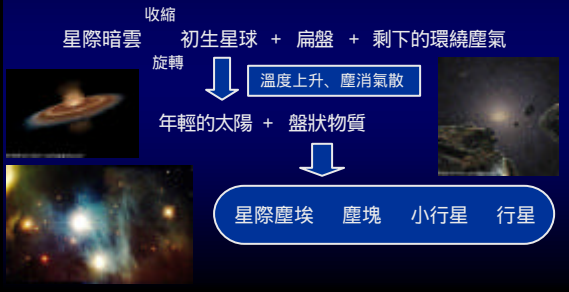 收縮
星際暗雲 初生星球 + 扁盤 + 剩下的環繞塵氣
旋轉
溫度上升、塵消氣散
年輕的太陽 + 盤狀物質
星際塵埃 塵塊 小行星 行星